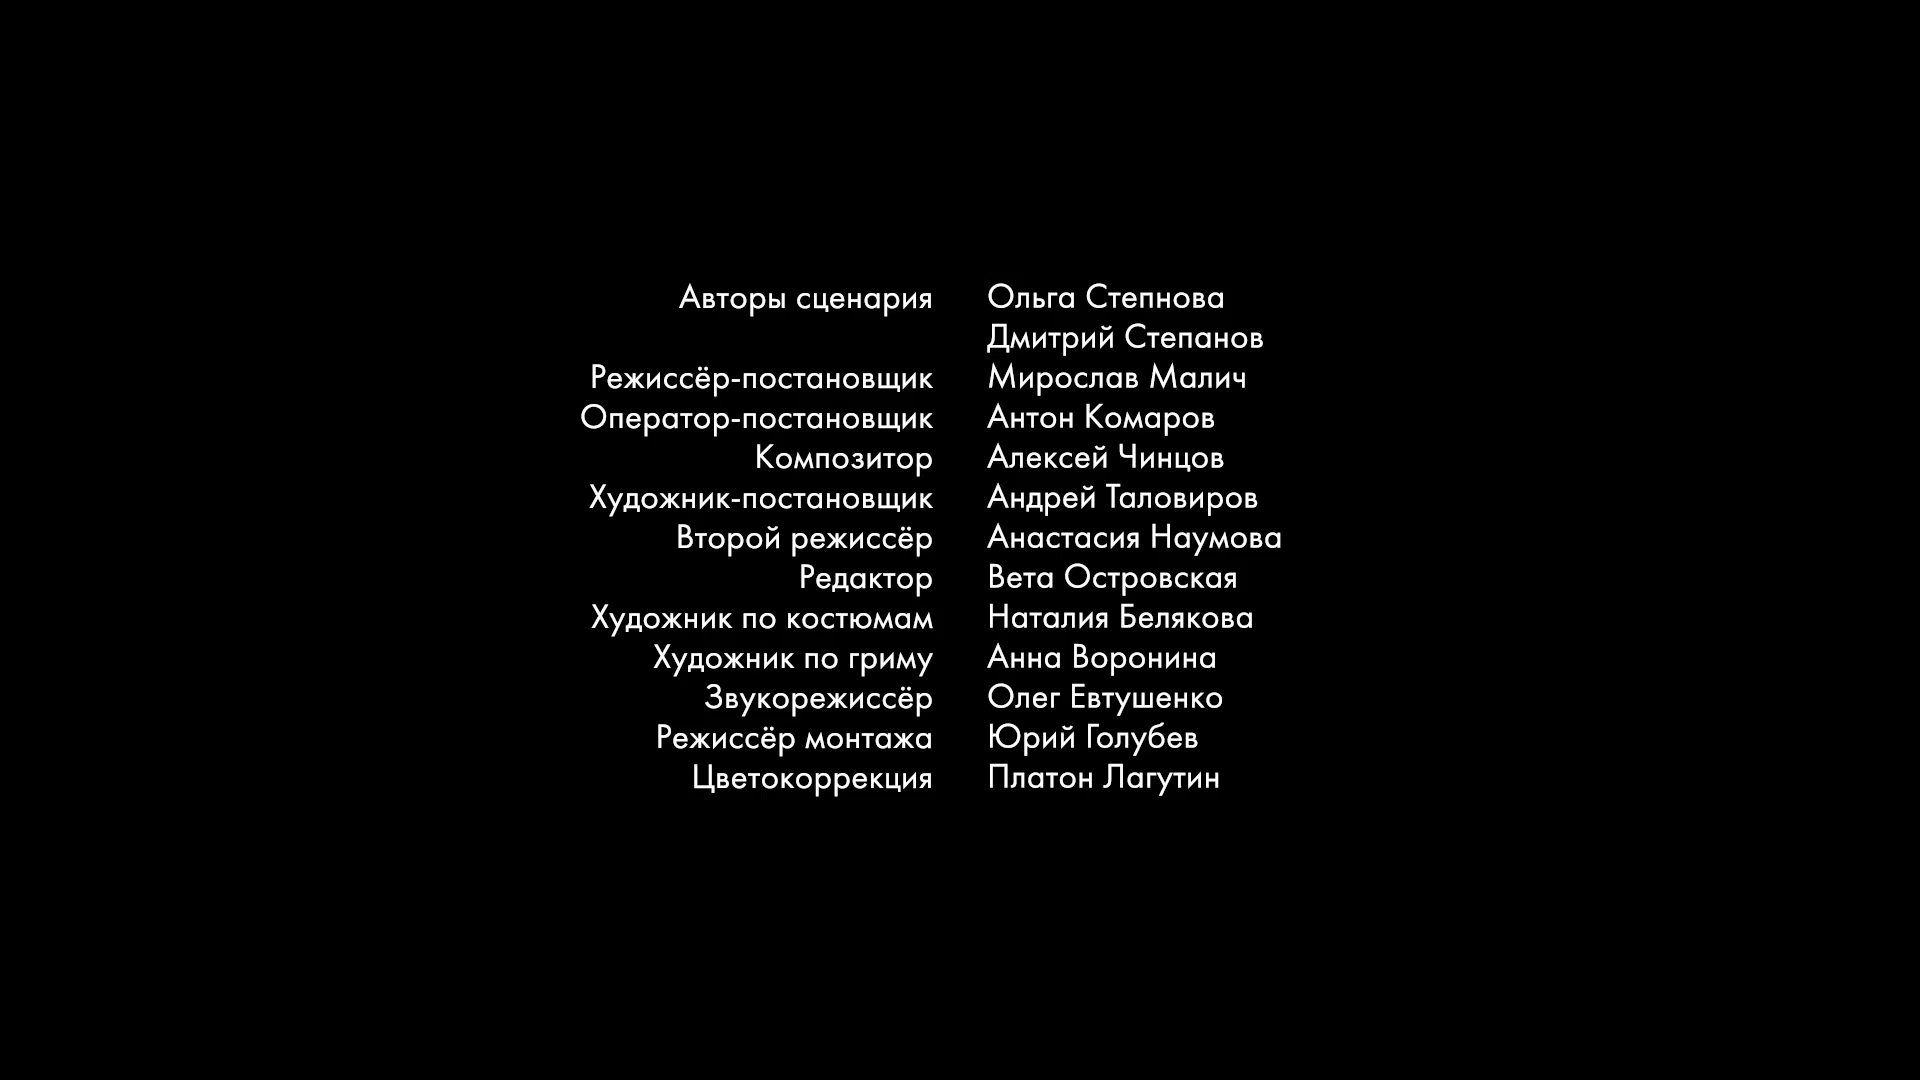 Авторы сценария Ольга Степнова
Дмитрий Степанов
Режиссёр-постановщик Мирослав Малич
Оператор-постановщик Антон Комаров
Композитор Алексей Чинцов
Художник-постановщик Андрей Таловиров
Второй режиссёр Анастасия Наумова
Редактор Вета Островская
Художник по костюмам Наталия Белякова
Художник по гриму Анна Воронина
Звукорежиссёр Олег Евтушенко
Режиссёр монтажа Юрий Голубев
Цветокоррекция Платон Лагутин